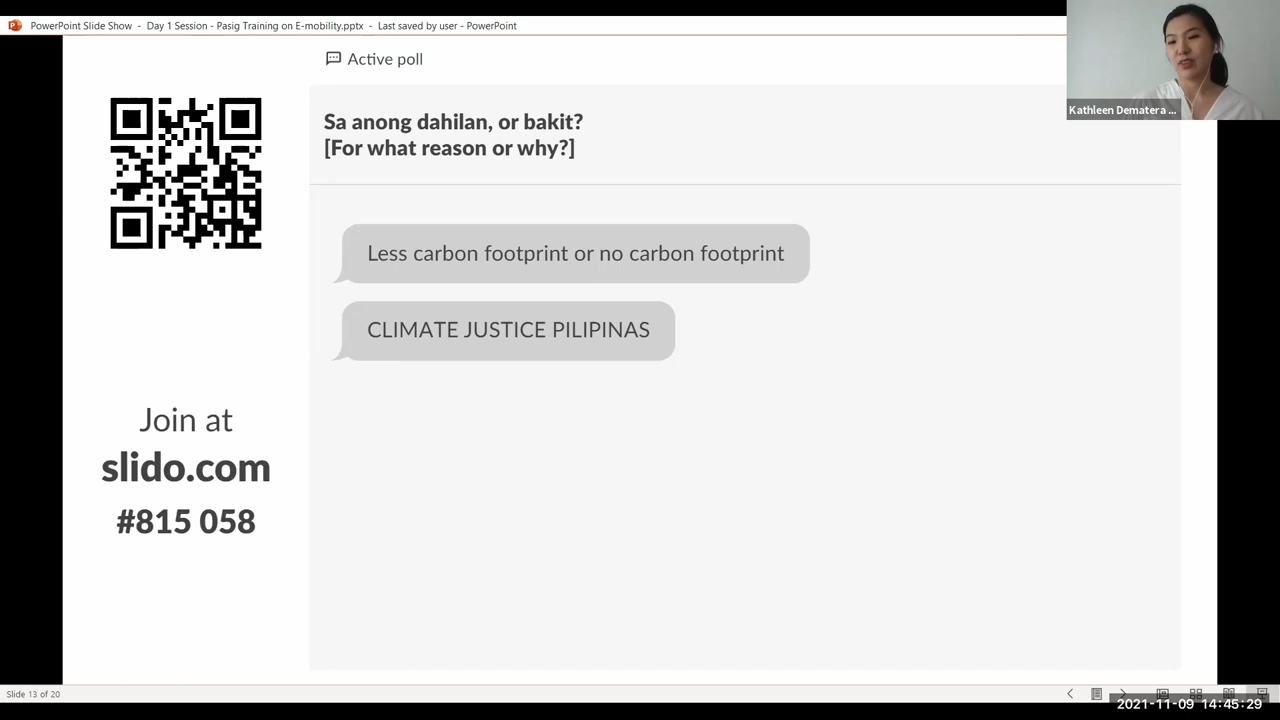 PowerPoint Slide Show - Day 1 Session - Pasig Training on E-mobility.pptx - Last saved by user - PowerPoint
Kathleen Dematera ...
Active poll
Sa anong dahilan, or bakit?
[For what reason or why?]
Less carbon footprint or no carbon footprint
CLIMATE JUSTICE PILIPINAS
Join at
slido.com
#815 058
Slide 13 of 20
2021-11-09 14:45:29